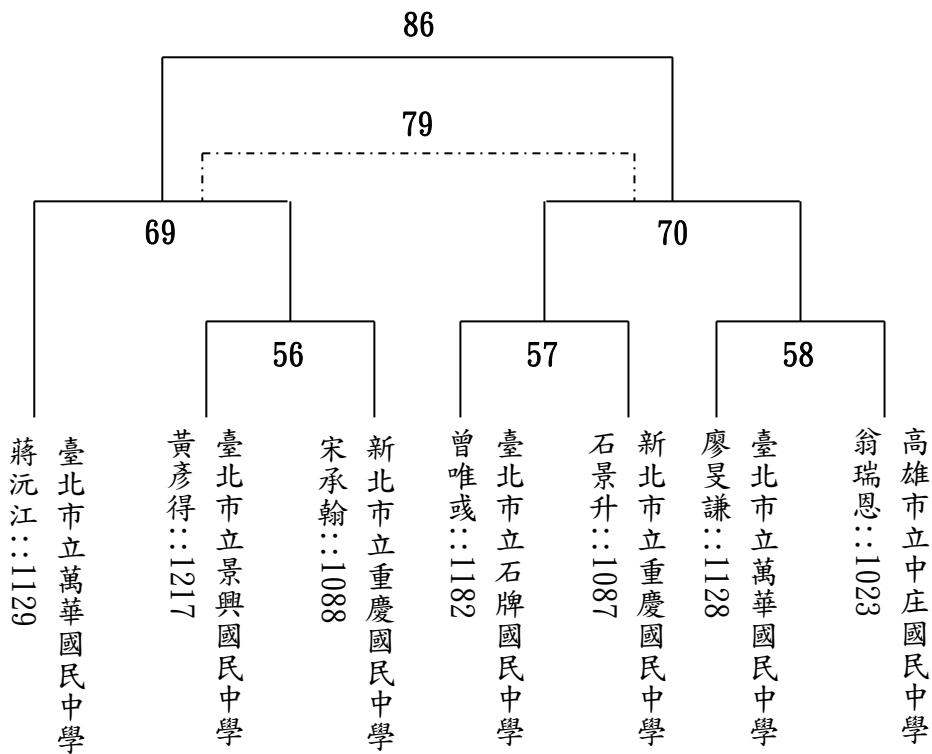 86
79
69
70
56
57
58
臺北市立萬華國民中學
蔣沅江:::1129
臺北市立景興國民中學
黃彥得:::1217
新北市立重慶國民中學
宋承翰:::1088
臺北市立石牌國民中學
曾唯彧:::1182
新北市立重慶國民中學
石景升:::1087
臺北市立萬華國民中學
廖旻謙:::1128
高雄市立中庄國民中學
翁瑞恩:::1023